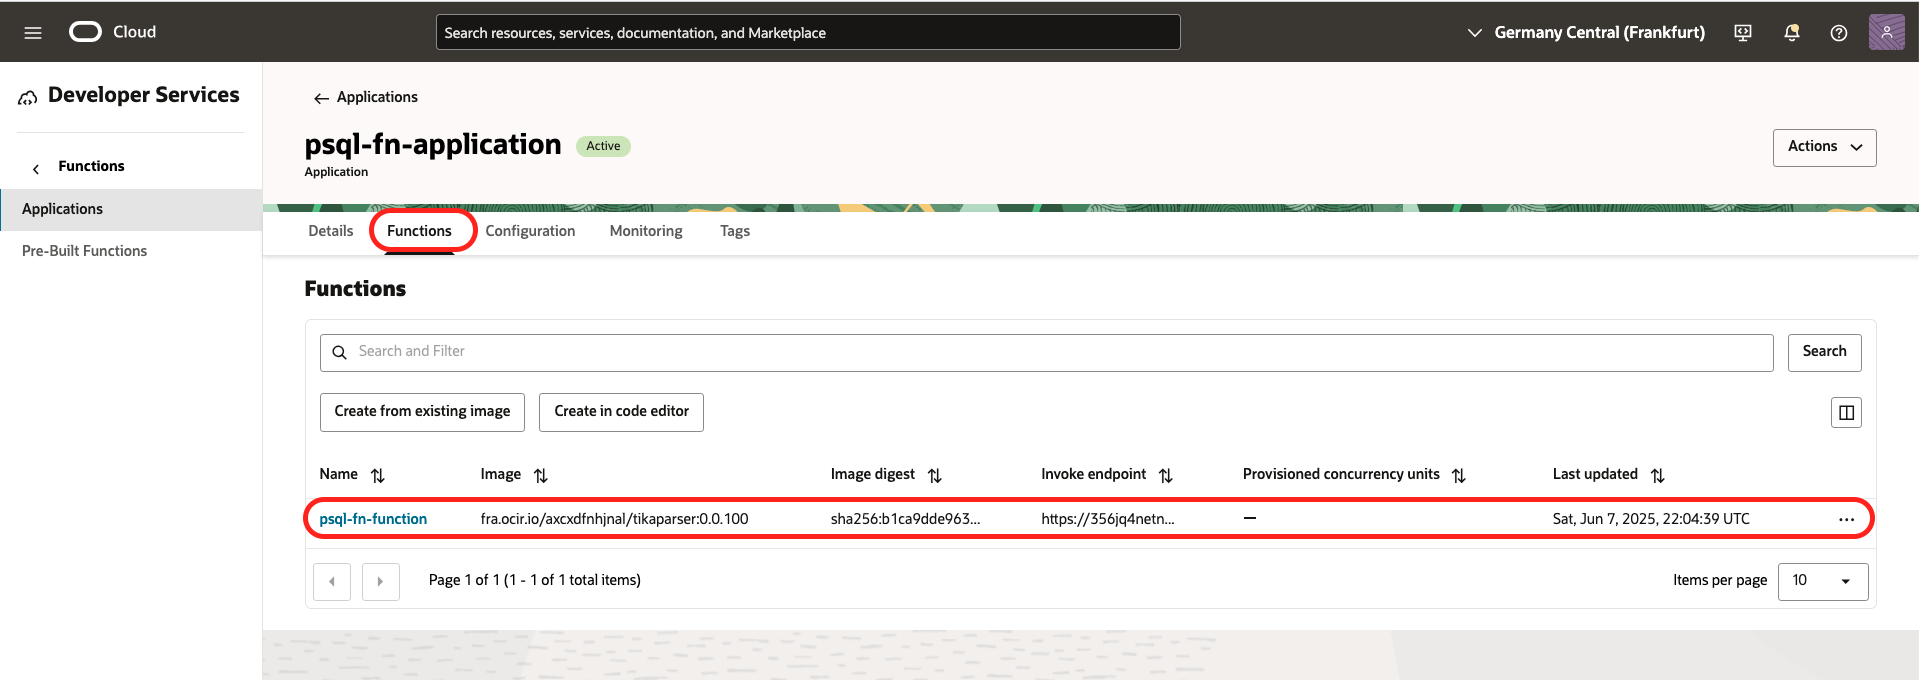 Cloud
Search resources, services, documentation, and Marketplace
Germany Central (Frankfurt)
Developer Services
Functions
Applications
Pre-Built Functions
Applications
psql-fn-application Active
Application
Actions
Details Functions Configuration Monitoring Tags
Functions
Search and Filter
Search
Create from existing image Create in code editor
Name Image Image digest Invoke endpoint Provisioned concurrency units Last updated
psql-fn-function fra.ocir.io/axcxdfnhjnal/tikaparser:0.0.100 sha256:b1ca9dde963... https://356jq4netn... — Sat, Jun 7, 2025, 22:04:39 UTC
Page 1 of 1 (1 - 1 of 1 total items) Items per page 10